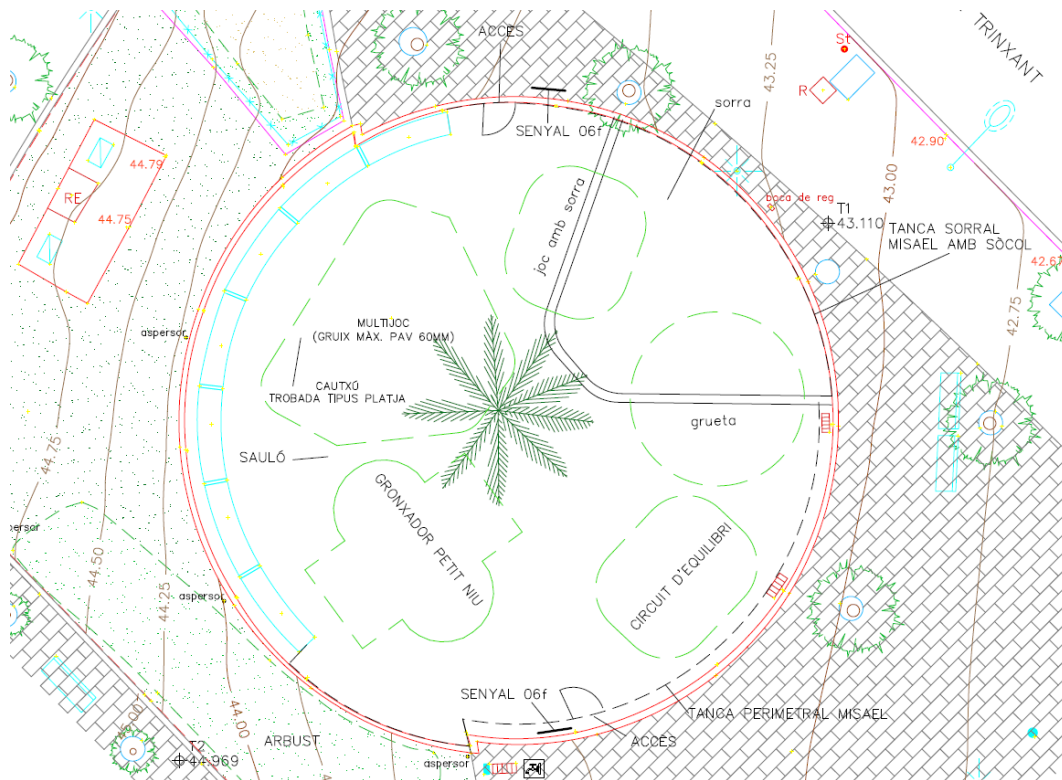 ACCES
TRINXANT
St
43.25
SENYAL 06f
sorra
R
42.90
44.79
43.00
RE
44.75
boca de reg
T1
43.110
TANCA SORRAL
MISAEL AMB SÒCOL
joc amb sorra
42.75
aspersor
MULTIJOC
(GRUIX MÀX. PAV 60MM)
CAUTXÚ
TROBADA TIPUS PLATJA
grueta
44.75
SAULÓ
GRONXADOR PETIT NIU
CIRCUIT D'EQUILIBRI
44.50
44.25
aspersor
SENYAL 06f
TANCA PERIMETRAL MISAEL
44.00
ARBUST
ACCÉS
T2
44.969
aspersor